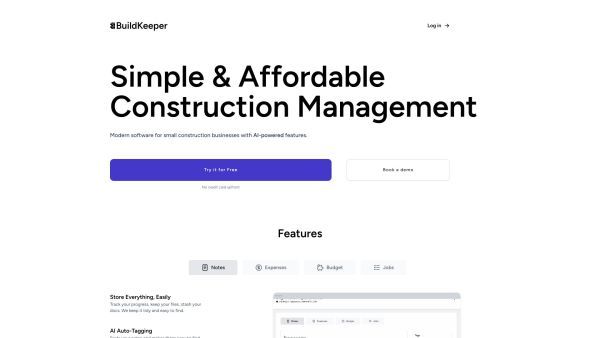 BuildKeeper
Log in →
Simple & Affordable
Construction Management
Modern software for small construction businesses with AI-powered features.
Try it for Free
Book a demo
No credit card upfront
Features
Notes
Expenses
Budget
Jobs
Store Everything, Easily
Track your progress, keep your files, stash your
docs. We keep it tidy and easy to find.
AI Auto-Tagging